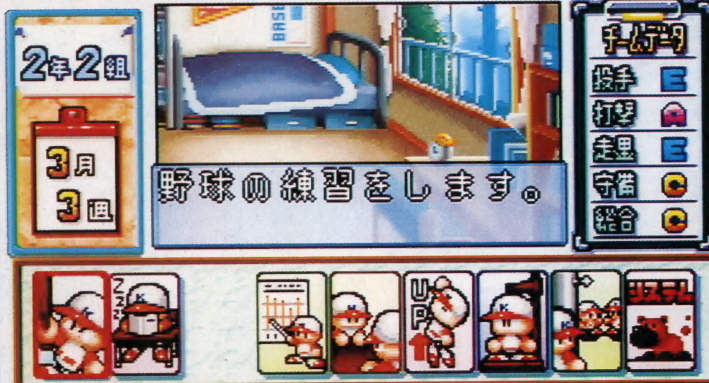 2年2組
3月
3週
BASE
野球の練習をします。
チームデータ
投手 E
打撃 A
走塁 E
守備 C
総合 C
ZZZ
K
UP
K
システム